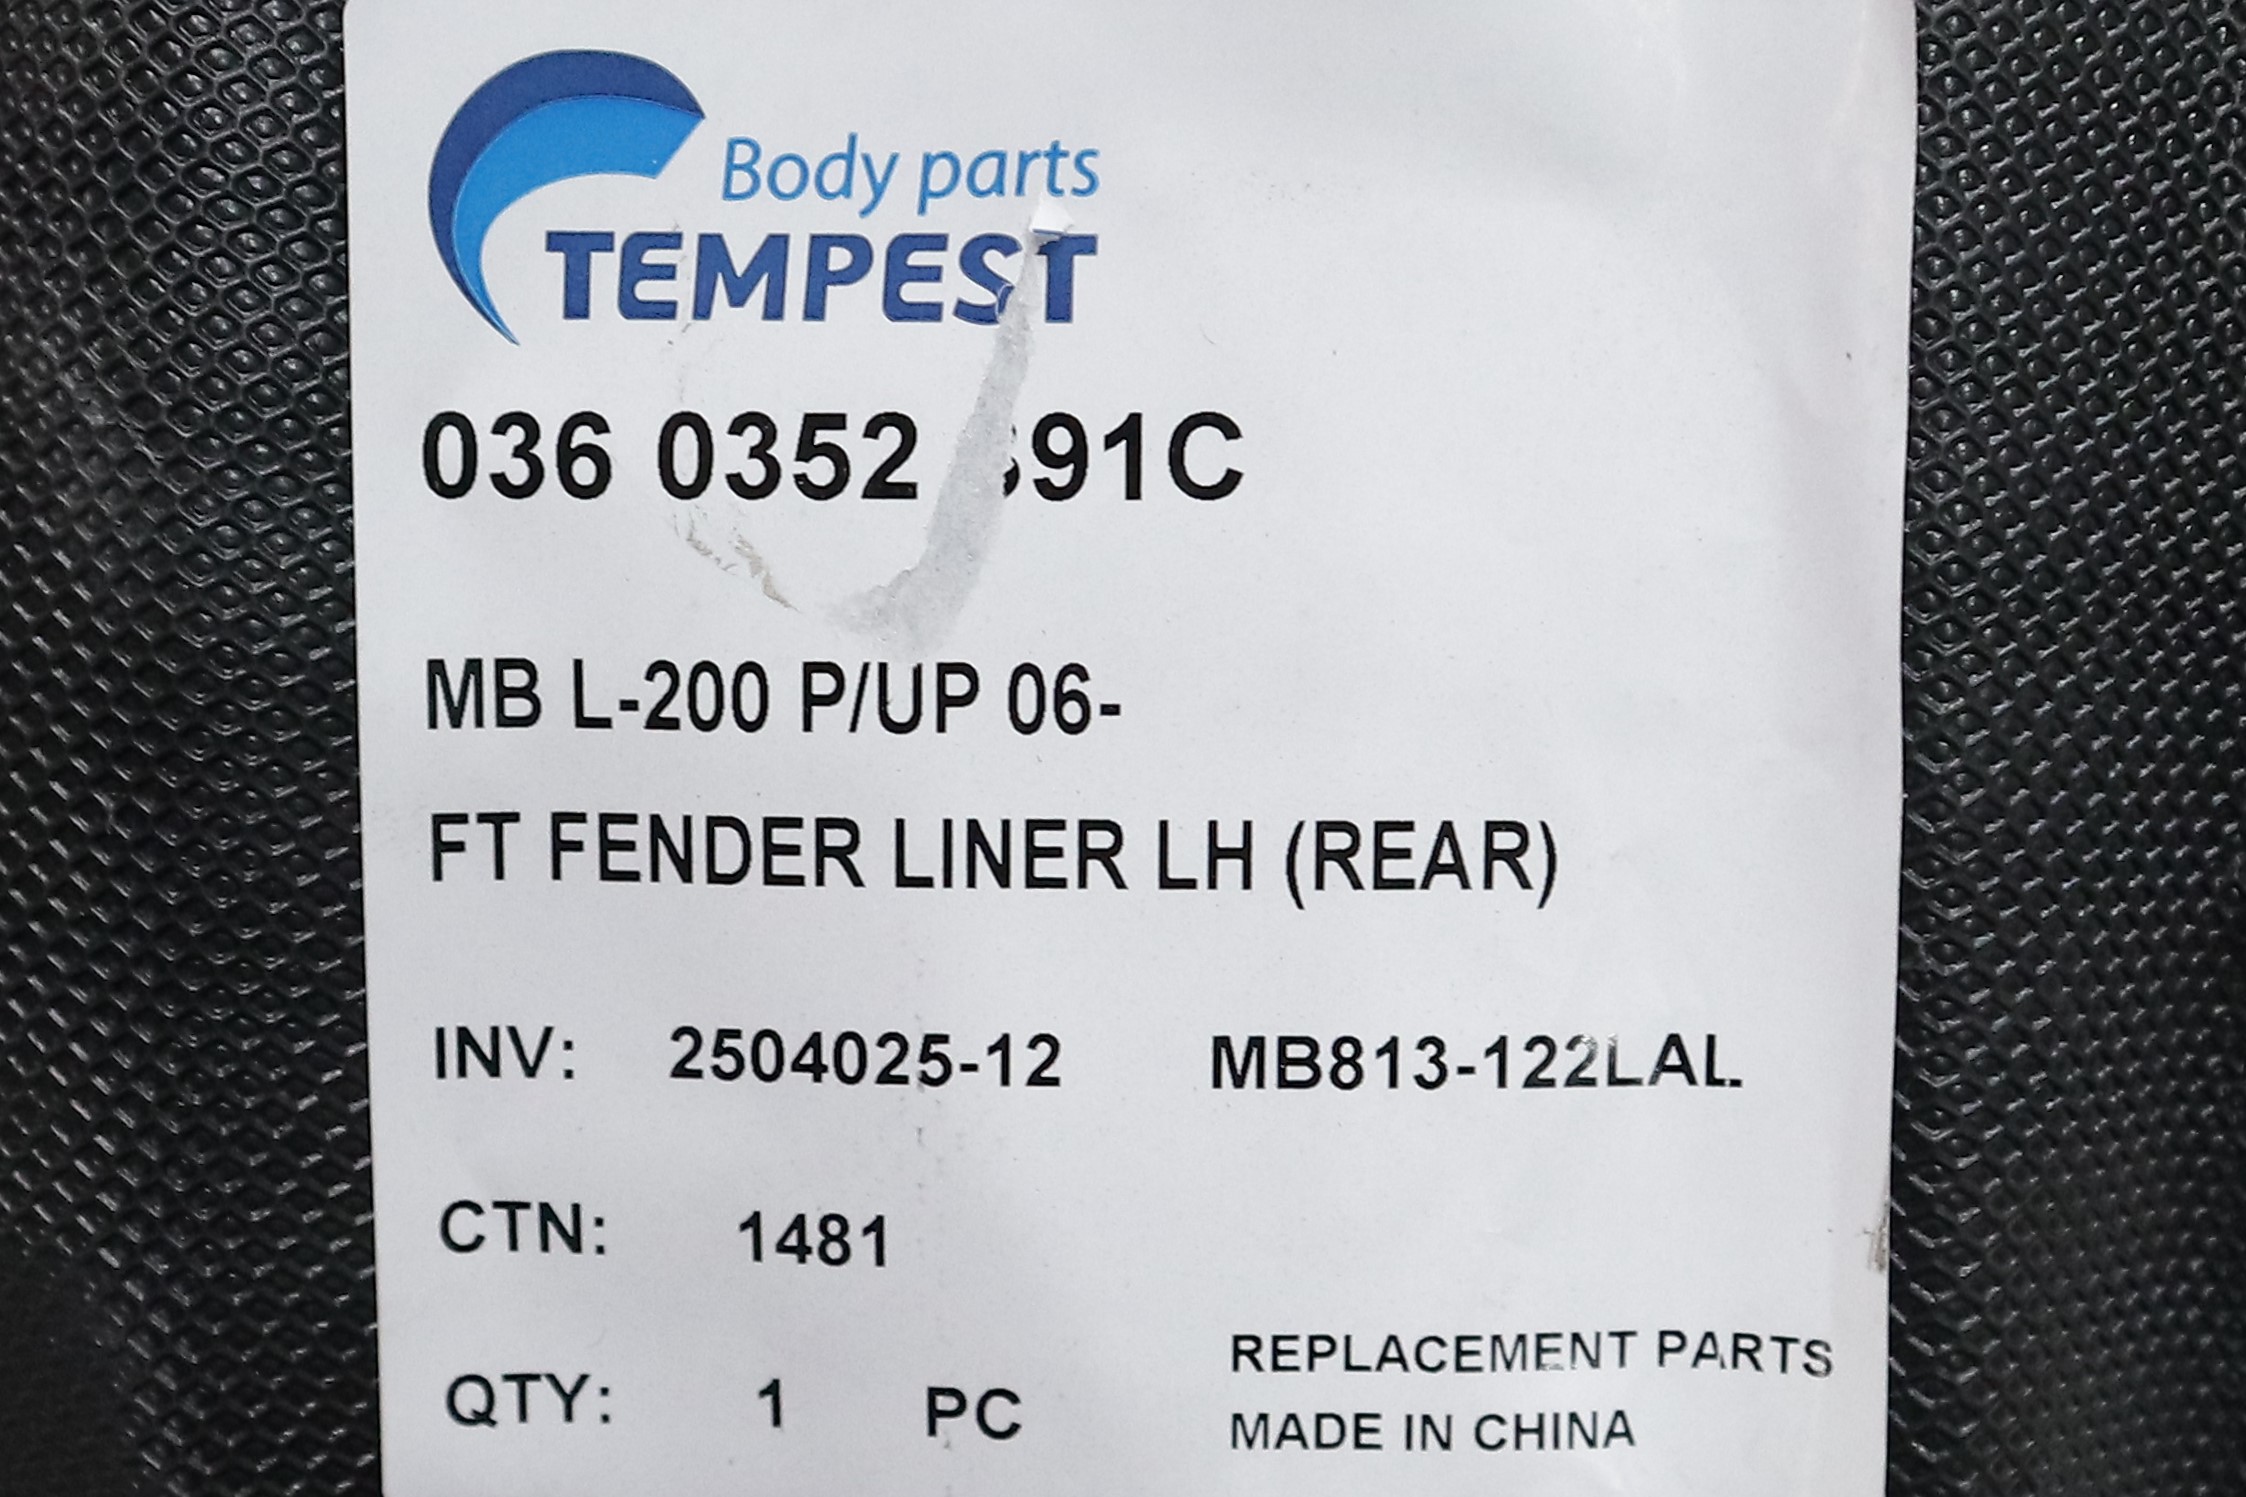 Body parts
TEMPEST
036 0352
MB L-200 P/UP 06-
FT FENDER LINER LH (REAR)
INV: 2504025-12 MB813-122LAL
CTN: 1481
QTY: 1 PC
REPLACEMENT PARTS
MADE IN CHINA